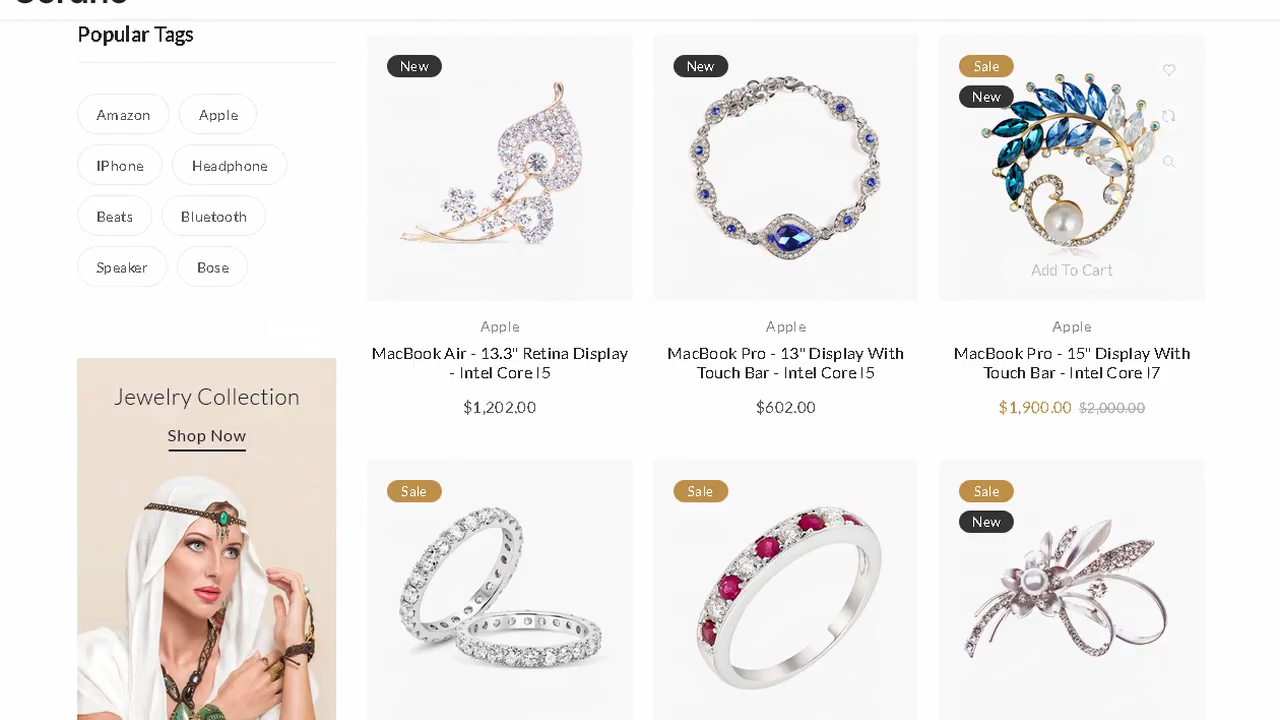 Popular Tags
Amazon
Apple
IPhone
Headphone
Beats
Bluetooth
Speaker
Bose
Jewelry Collection
Shop Now
New
New
Sale
New
Add To Cart
Apple
MacBook Air - 13.3" Retina Display
- Intel Core I5
$1,202.00
Apple
MacBook Pro - 13" Display With
Touch Bar - Intel Core I5
$602.00
Apple
MacBook Pro - 15" Display With
Touch Bar - Intel Core I7
$1,900.00 $2,000.00
Sale
Sale
Sale
New